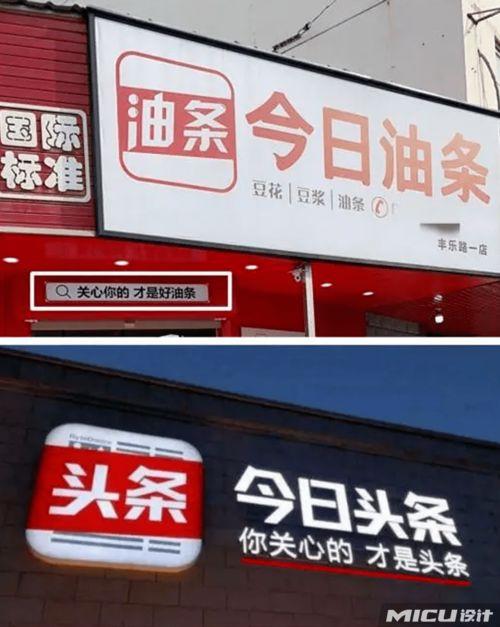 国际
标准
油条
今日油条
豆花|豆浆|油条
丰乐路一店
关心你的 才是好油条
头条
今日头条
你关心的 才是头条
MICU设计